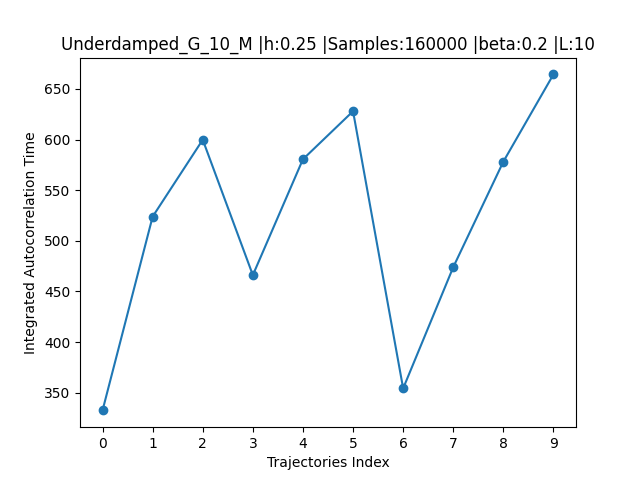 Underdamped_G_10_M |h:0.25 |Samples:160000 |beta:0.2 |L:10
Integrated Autocorrelation Time
650
600
550
500
450
400
350
0 1 2 3 4 5 6 7 8 9
Trajectories Index